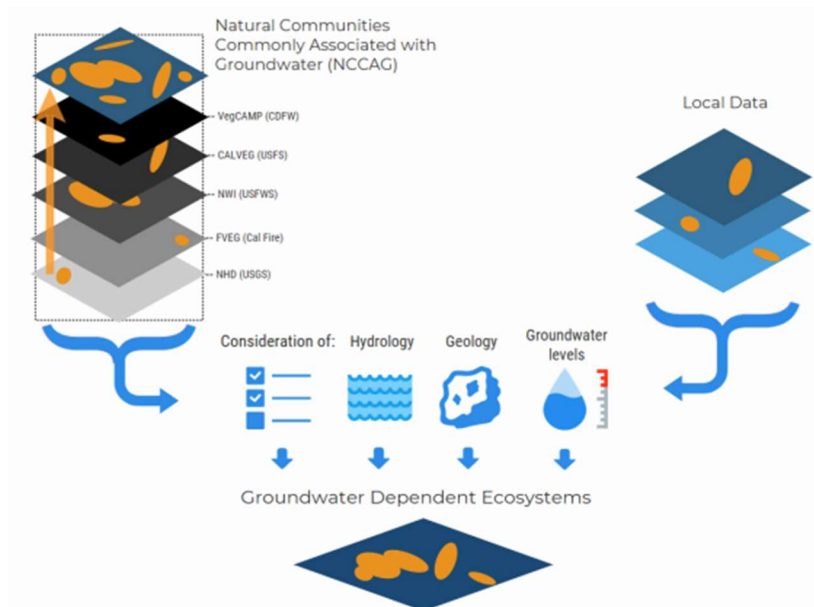 Natural Communities
Commonly Associated with
Groundwater (NCCAG)
VegCAMP (CDFW)
CALVEG (USFS)
NWI (USFWS)
FVEG (Cal Fire)
NHD (USGS)
Local Data
Consideration of:
Hydrology
Geology
Groundwater
levels
Groundwater Dependent Ecosystems